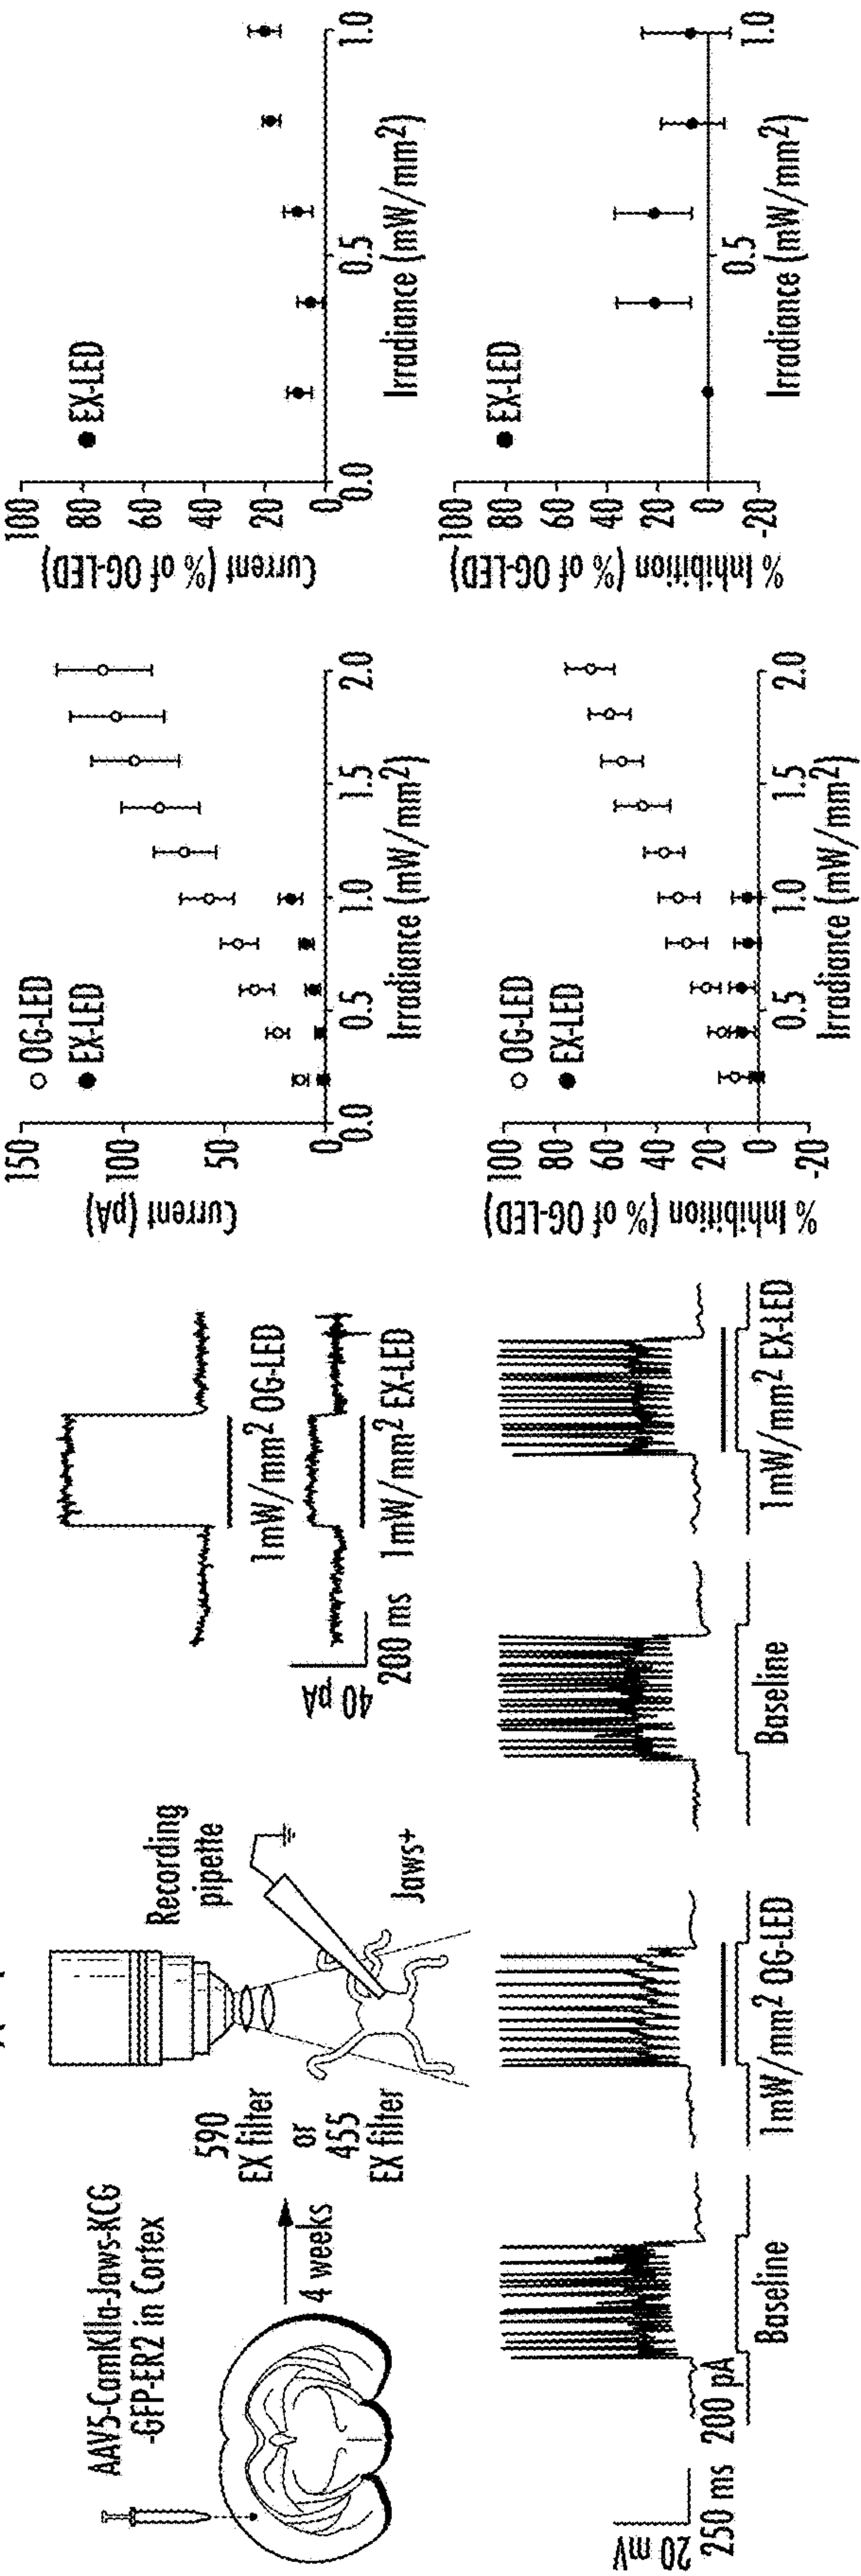 AAV5-CamKIIa-Jaws-KCG
-GFP-ER2 in Cortex
4 weeks
590
EX filter
or
455
EX filter
Recording
pipette
Jaws+
40 pA
200 ms
1mW/mm2 OG-LED
1mW/mm2 EX-LED
Current (pA)
150
100
50
0
OG-LED
EX-LED
0.0
0.5
1.0
1.5
2.0
Irradiance (mW/mm2)
Current (% of OG-LED)
100
80
60
40
20
0
EX-LED
0.0
0.5
1.0
Irradiance (mW/mm2)
20 mV
250 ms
200 pA
Baseline
1mW/mm2 OG-LED
Baseline
1mW/mm2 EX-LED
% Inhibition (% of OG-LED)
100
80
60
40
20
0
-20
OG-LED
EX-LED
0.5
1.0
1.5
2.0
Irradiance (mW/mm2)
% Inhibition (% of OG-LED)
100
80
60
40
20
0
-20
EX-LED
0.5
1.0
Irradiance (mW/mm2)